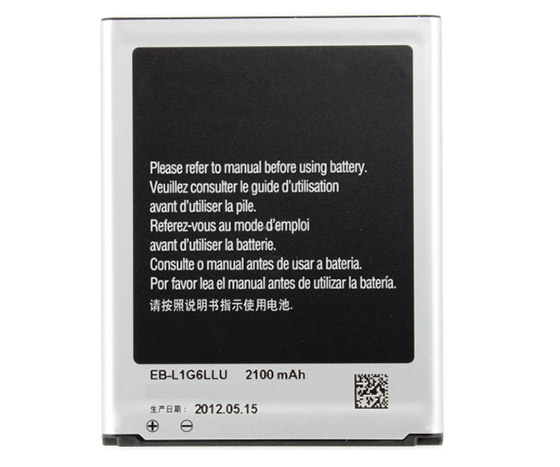 Please refer to manual before using battery.
Veuillez consulter le guide d'utilisation
avant d'utiliser la pile.
Referez-vous au mode d'emploi
avant d'utiliser la batterie.
Consulte o manual antes de usar a bateria.
Por favor lea el manual antes de utilizar la batería.
请按照说明书指示使用电池.
EB-L1G6LLU 2100 mAh
生产日期: 2012.05.15